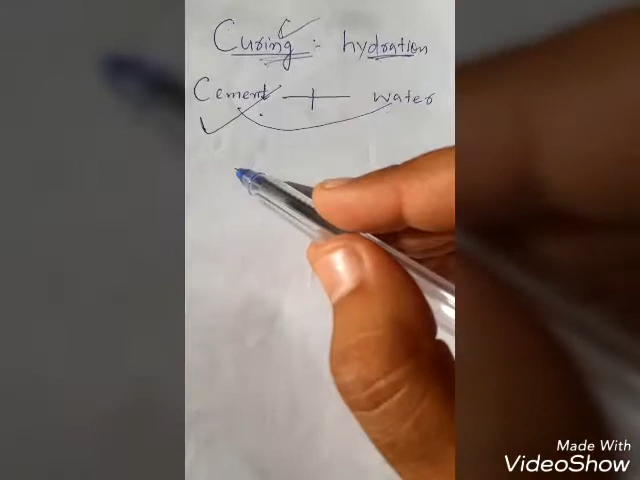 Curing :- hydration
Cement + water
Made With
VideoShow